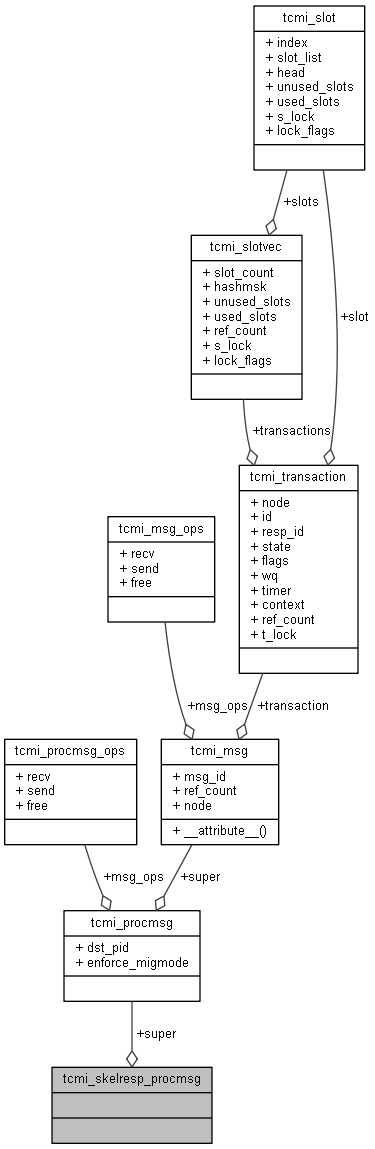 tcmi_slot
+ index
+ slot_list
+ head
+ unused_slots
+ used_slots
+ s_lock
+ lock_flags
+slots
tcmi_slotvec
+ slot_count
+ hashmsk
+ unused_slots
+ used_slots
+ ref_count
+ s_lock
+ lock_flags
+slot
+transactions
tcmi_transaction
+ node
+ id
+ resp_id
+ state
+ flags
+ wq
+ timer
+ context
+ ref_count
+ t_lock
tcmi_msg_ops
+ recv
+ send
+ free
+msg_ops
+transaction
tcmi_procmsg_ops
+ recv
+ send
+ free
tcmi_msg
+ msg_id
+ ref_count
+ node
+ __attribute__()
+msg_ops
+super
tcmi_procmsg
+ dst_pid
+ enforce_migmode
+super
tcmi_skelresp_procmsg